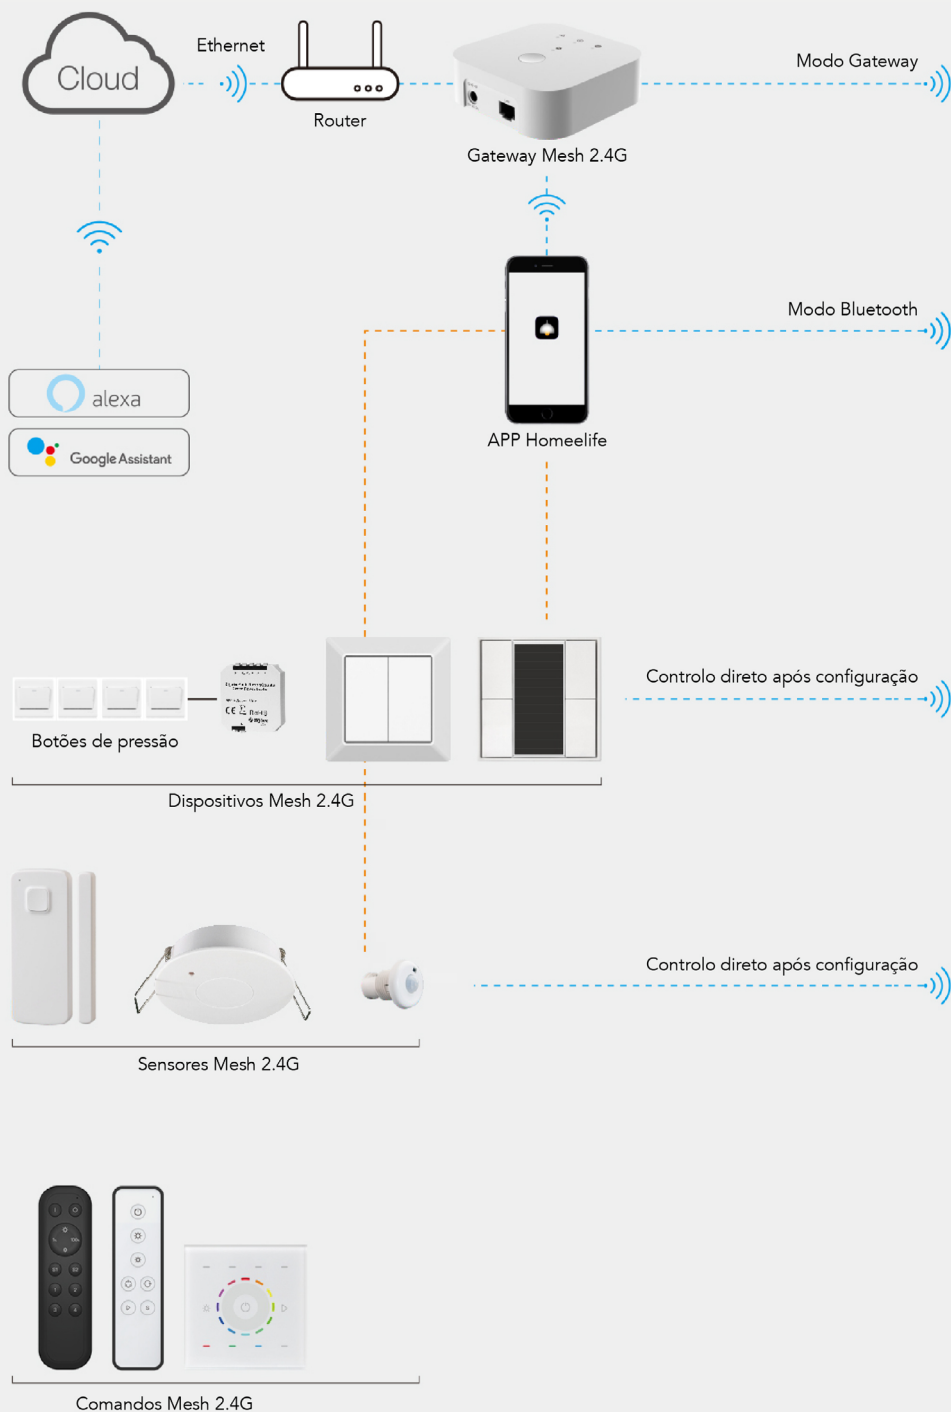 Cloud
Ethernet
Router
Gateway Mesh 2.4G
Modo Gateway
Modo Bluetooth
alexa
Google Assistant
APP Homeelife
Controlo direto após configuração
Botões de pressão
Dispositivos Mesh 2.4G
Controlo direto após configuração
Sensores Mesh 2.4G
Comandos Mesh 2.4G